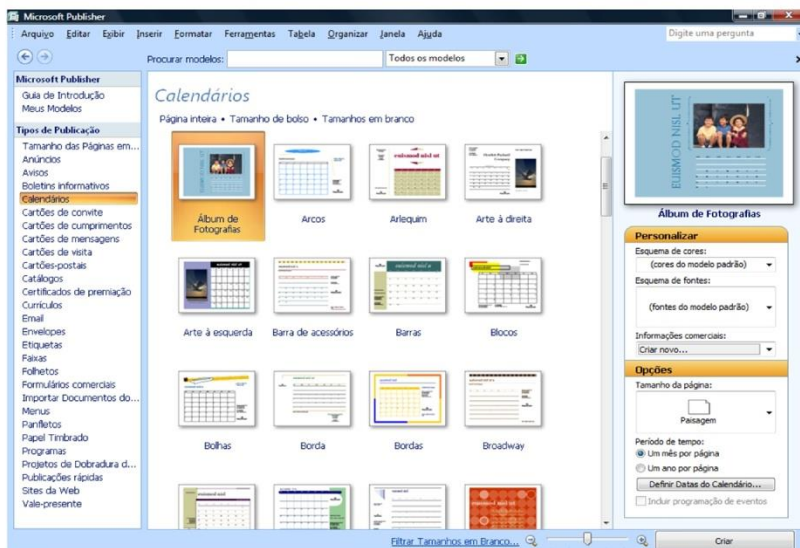 Microsoft Publisher
Arquivo Editar Exibir Inserir Formatar Ferramentas Tabela Organizar Janela Ajuda
Digite uma pergunta
Procurar modelos:
Todos os modelos
Microsoft Publisher
Guia de Introdução
Meus Modelos
Tipos de Publicação
Tamanho das Páginas em...
Anúncios
Avisos
Boletins informativos
Calendários
Cartões de convite
Cartões de cumprimentos
Cartões de mensagens
Cartões de visita
Cartões-postais
Catálogos
Certificados de premiação
Currículos
Email
Envelopes
Etiquetas
Faixas
Folhetos
Formulários comerciais
Importar Documentos do...
Menus
Panfletos
Papel Timbrado
Programas
Projetos de Dobradura d...
Publicações rápidas
Sites da Web
Vale-presente
Calendários
Página inteira • Tamanho de bolso • Tamanhos em branco
euismod nisl ut
Álbum de
Fotografias
Arcos
Arlequim
Arte à direita
Arte à esquerda
Barra de acessórios
Barras
Blocos
Bolhas
Borda
Bordas
Broadway
Filtrar Tamanhos em Branco...
EUISMOD NISL UT
Álbum de Fotografias
Personalizar
Esquema de cores:
(cores do modelo padrão)
Esquema de fontes:
(fontes do modelo padrão)
Informações comerciais:
Criar novo...
Opções
Tamanho da página:
Paisagem
Período de tempo:
Um mês por página
Um ano por página
Definir Datas do Calendário...
Incluir programação de eventos
Criar